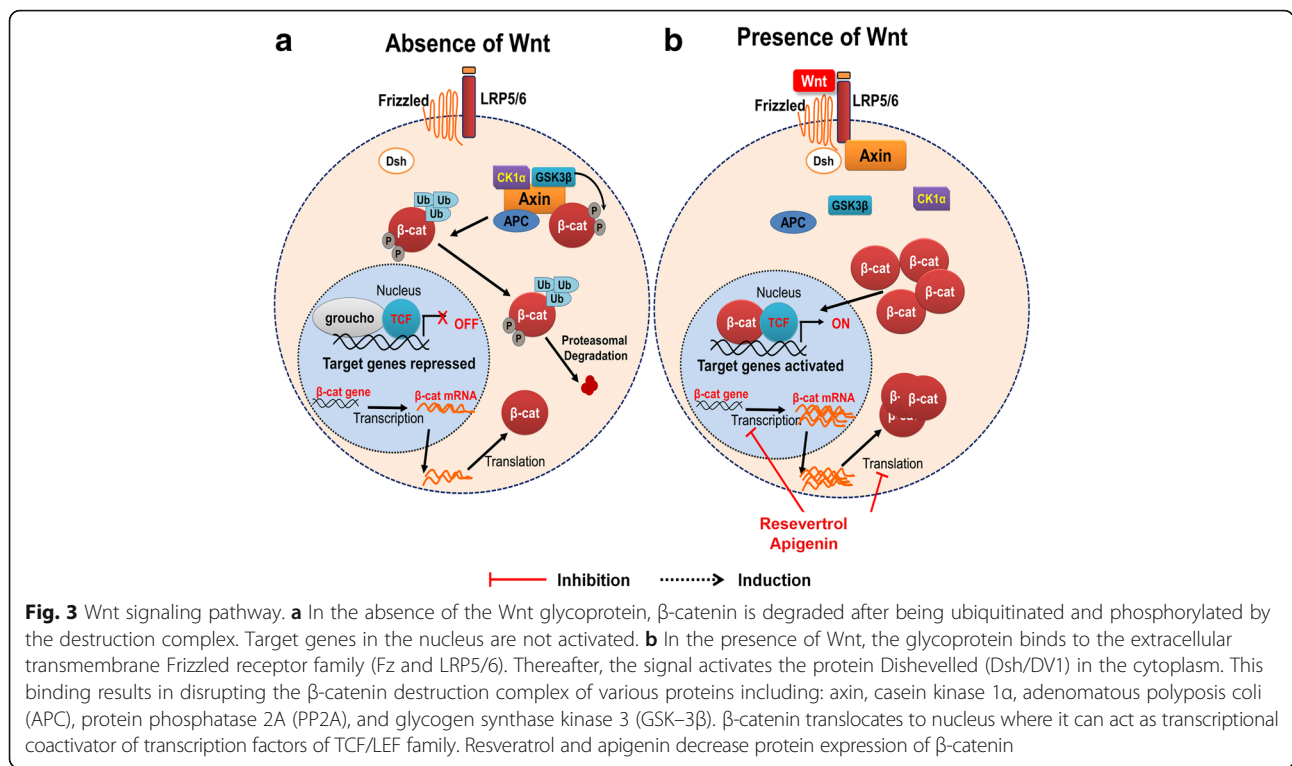 a
Absence of Wnt
Frizzled
LRP5/6
Dsh
CK1α
GSK3β
Axin
APC
β-cat
P
P
Ub
Ub
Ub
β-cat
P
P
Ub
Ub
Ub
β-cat
P
P
Proteasomal
Degradation
Nucleus
groucho
TCF
X
OFF
Target genes repressed
β-cat gene
β-cat mRNA
Transcription
β-cat
Translation
b
Presence of Wnt
Wnt
Frizzled
LRP5/6
Dsh
Axin
GSK3β
CK1α
APC
β-cat
β-cat
β-cat
β-cat
Nucleus
β-cat
TCF
ON
Target genes activated
β-cat gene
β-cat mRNA
Transcription
β-
β-cat
Translation
Resevertrol
Apigenin
Inhibition
Induction
Fig. 3 Wnt signaling pathway. a In the absence of the Wnt glycoprotein, β-catenin is degraded after being ubiquitinated and phosphorylated by
the destruction complex. Target genes in the nucleus are not activated. b In the presence of Wnt, the glycoprotein binds to the extracellular
transmembrane Frizzled receptor family (Fz and LRP5/6). Thereafter, the signal activates the protein Dishevelled (Dsh/DV1) in the cytoplasm. This
binding results in disrupting the β-catenin destruction complex of various proteins including: axin, casein kinase 1α, adenomatous polyposis coli
(APC), protein phosphatase 2A (PP2A), and glycogen synthase kinase 3 (GSK–3β). β-catenin translocates to nucleus where it can act as transcriptional
coactivator of transcription factors of TCF/LEF family. Resveratrol and apigenin decrease protein expression of β-catenin